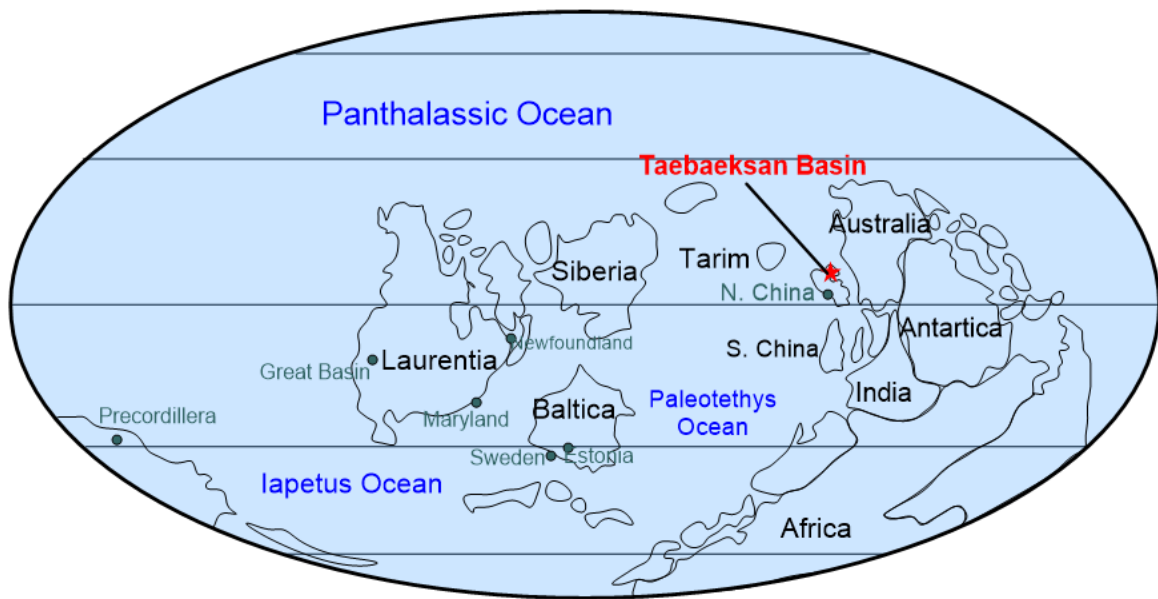 Panthalassic Ocean
Taebaeksan Basin
Australia
Tarim
Siberia
N. China
Antartica
Newfoundland
S. China
Laurentia
Great Basin
India
Paleotethys
Ocean
Baltica
Precordillera
Maryland
Sweden
Estonia
Iapetus Ocean
Africa